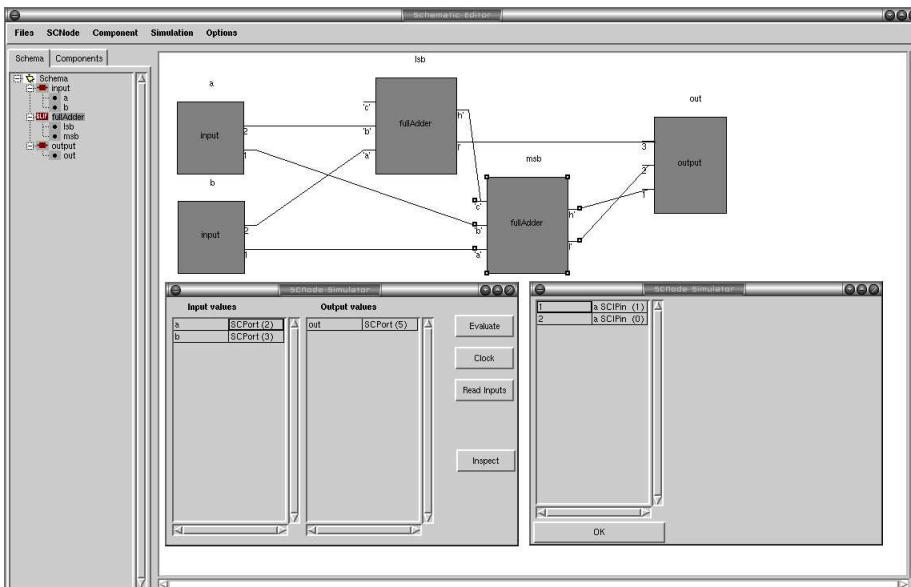 Schematic Editor
Files SCNode Component Simulation Options
Schema Components
Schema
input
a
b
fullAdder
lsb
msb
output
out
lsb
a
out
'c'
h'
input
2
'b'
fullAdder
1
'a'
r'
3
msb
2
output
b
1
'c'
input
2
'b'
fullAdder
h'
1
'a'
r'
SCNode Simulator
Input values Output values
a SCPort (2) out SCPort (5)
b SCPort (3)
Evaluate
Clock
Read Inputs
Inspect
SCNode Simulator
1 a SCIPin (1)
2 a SCIPin (0)
OK